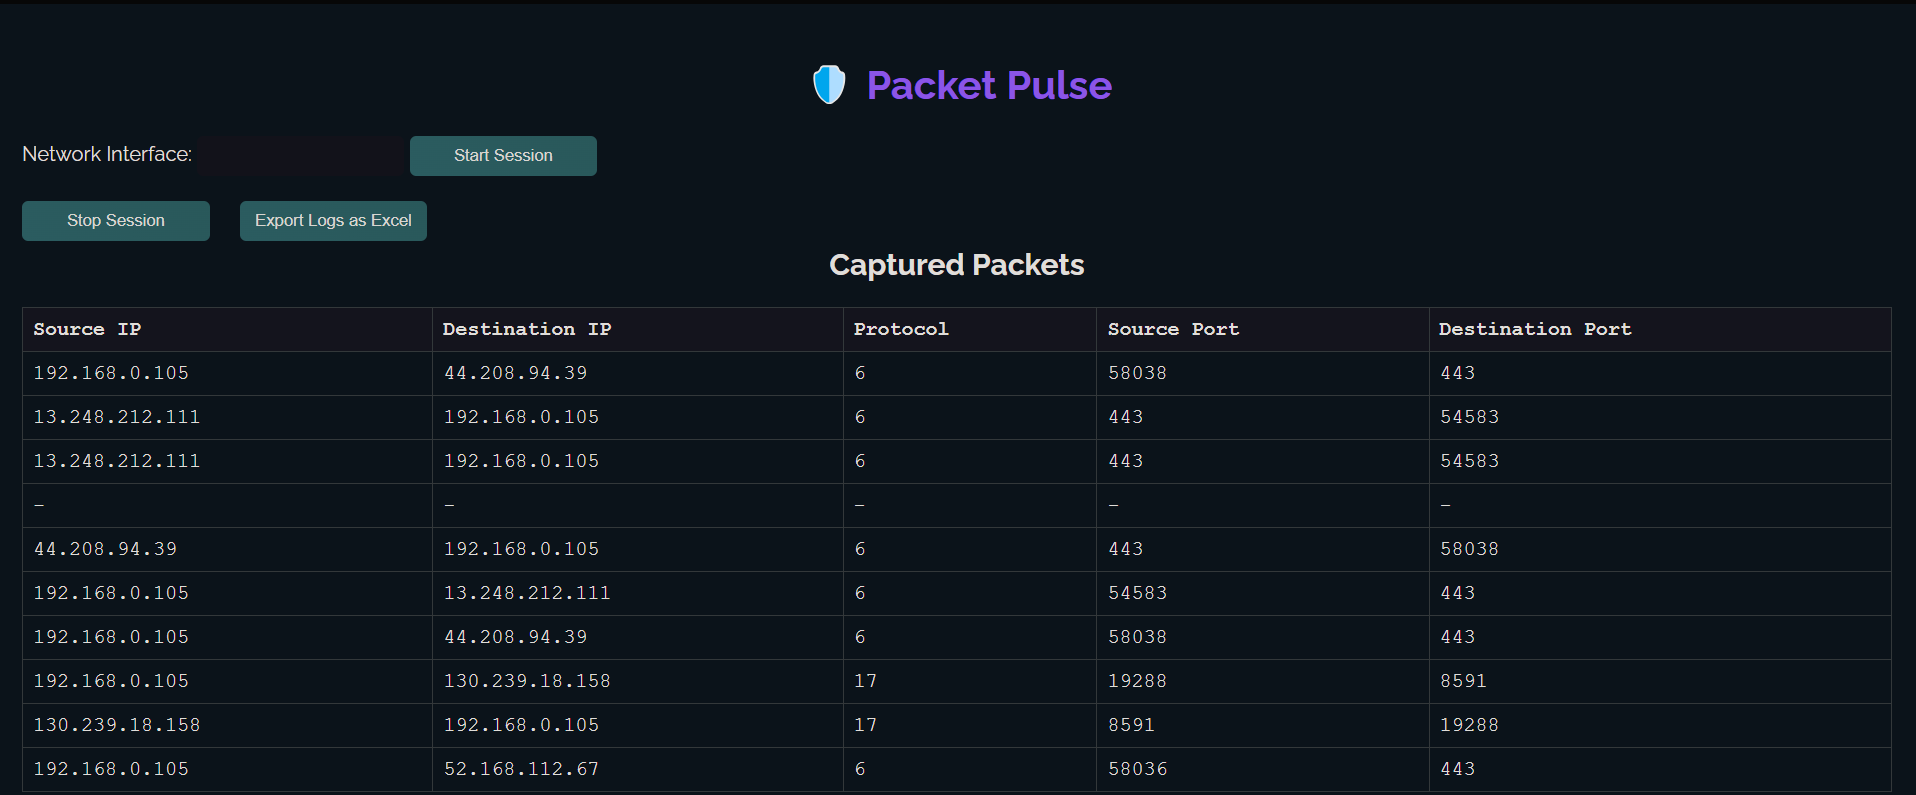 Packet Pulse
Network Interface: Start Session
Stop Session Export Logs as Excel
Captured Packets
Source IP Destination IP Protocol Source Port Destination Port
192.168.0.105 44.208.94.39 6 58038 443
13.248.212.111 192.168.0.105 6 443 54583
13.248.212.111 192.168.0.105 6 443 54583
- - - - -
44.208.94.39 192.168.0.105 6 443 58038
192.168.0.105 13.248.212.111 6 54583 443
192.168.0.105 44.208.94.39 6 58038 443
192.168.0.105 130.239.18.158 17 19288 8591
130.239.18.158 192.168.0.105 17 8591 19288
192.168.0.105 52.168.112.67 6 58036 443